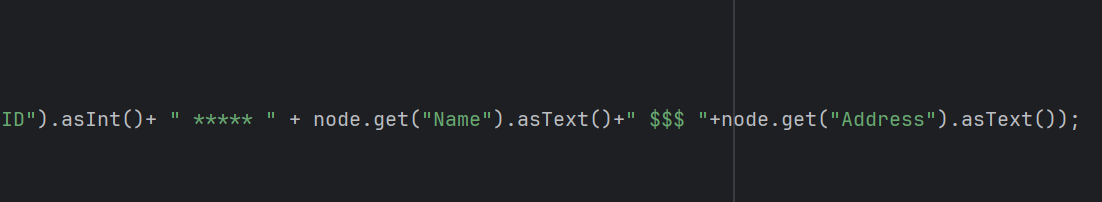 ID").asInt()+ " ***** " + node.get("Name").asText()+" $$$ "+node.get("Address").asText());